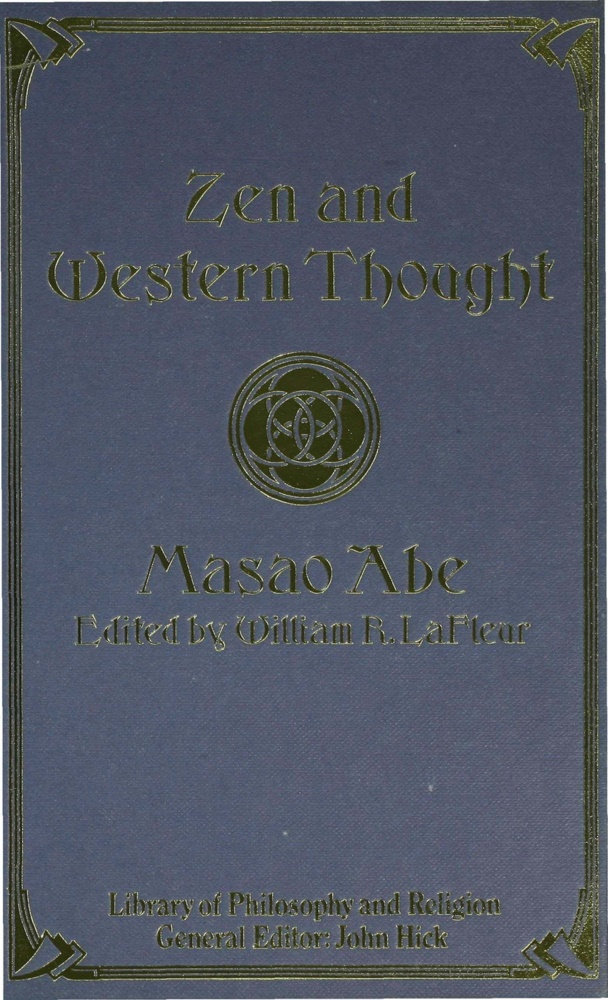 Zen and
Western Thought
Masao Abe
Edited by William R. LaFleur
Library of Philosophy and Religion
General Editor: John Hick